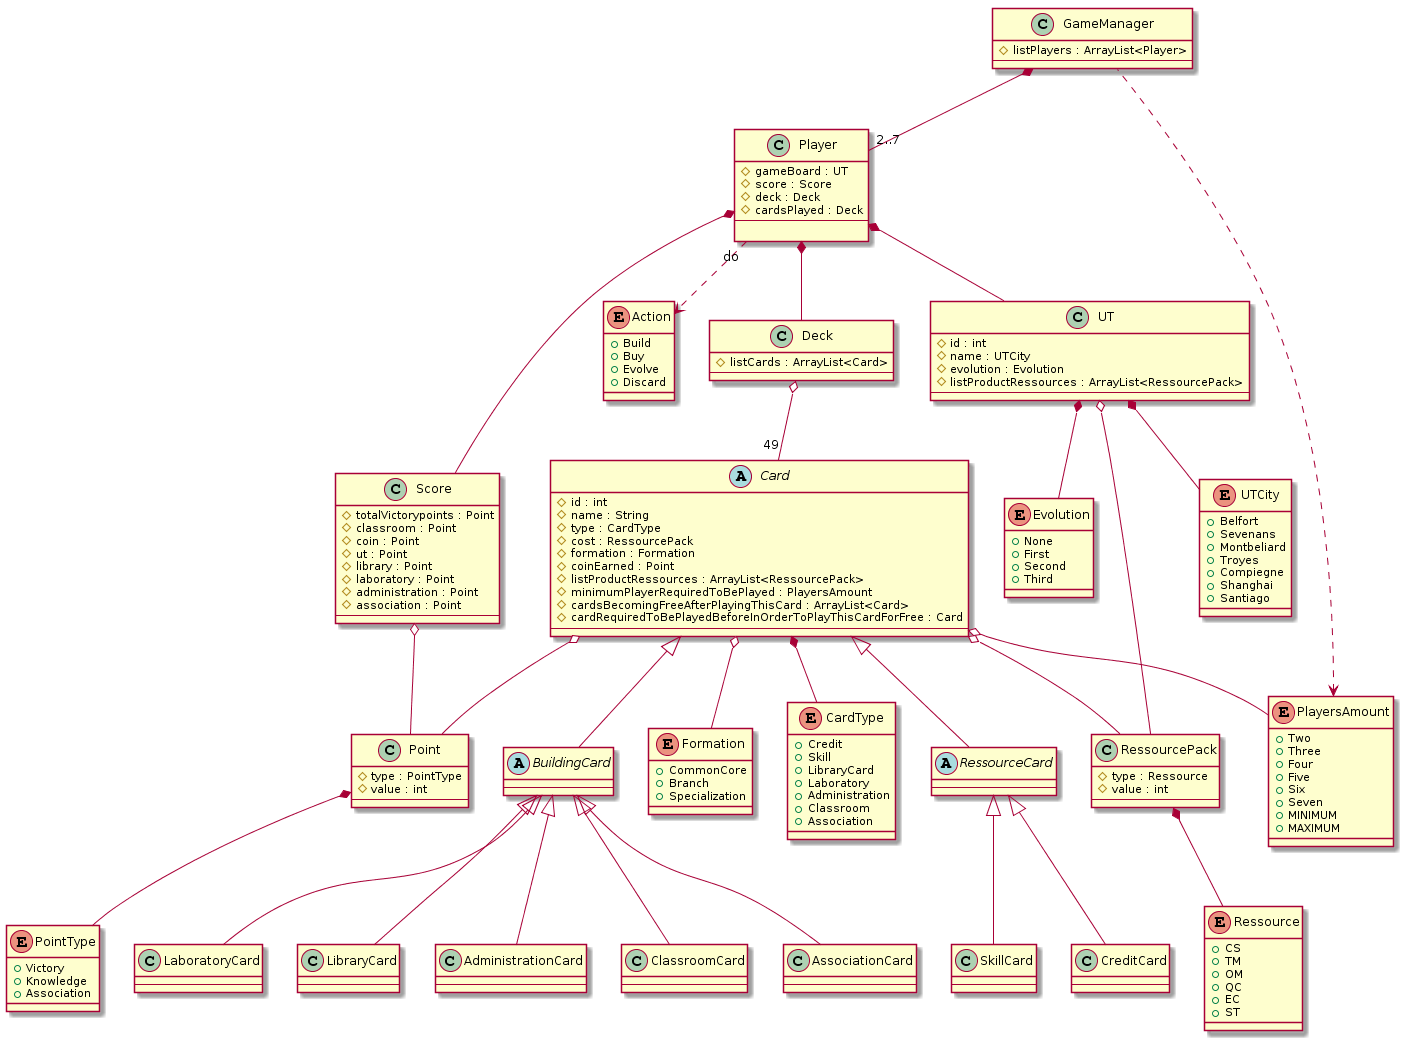 C GameManager
listPlayers : ArrayList<Player>
2..7
C Player
gameBoard : UT
score : Score
deck : Deck
cardsPlayed : Deck
do
E Action
Build
Buy
Evolve
Discard
C Deck
listCards : ArrayList<Card>
C UT
id : int
name : UTCity
evolution : Evolution
listProductRessources : ArrayList<RessourcePack>
49
C Score
totalVictorypoints : Point
classroom : Point
coin : Point
ut : Point
library : Point
laboratory : Point
administration : Point
association : Point
A Card
id : int
name : String
type : CardType
cost : RessourcePack
formation : Formation
coinEarned : Point
listProductRessources : ArrayList<RessourcePack>
minimumPlayerRequiredToBePlayed : PlayersAmount
cardsBecomingFreeAfterPlayingThisCard : ArrayList<Card>
cardRequiredToBePlayedBeforeInOrderToPlayThisCardForFree : Card
E Evolution
None
First
Second
Third
E UTCity
Belfort
Sevenans
Montbeliard
Troyes
Compiegne
Shanghai
Santiago
C Point
type : PointType
value : int
A BuildingCard
E Formation
CommonCore
Branch
Specialization
E CardType
Credit
Skill
LibraryCard
Laboratory
Administration
Classroom
Association
A RessourceCard
C RessourcePack
type : Ressource
value : int
E PlayersAmount
Two
Three
Four
Five
Six
Seven
MINIMUM
MAXIMUM
E PointType
Victory
Knowledge
Association
C LaboratoryCard
C LibraryCard
C AdministrationCard
C ClassroomCard
C AssociationCard
C SkillCard
C CreditCard
E Ressource
CS
TM
OM
QC
EC
ST